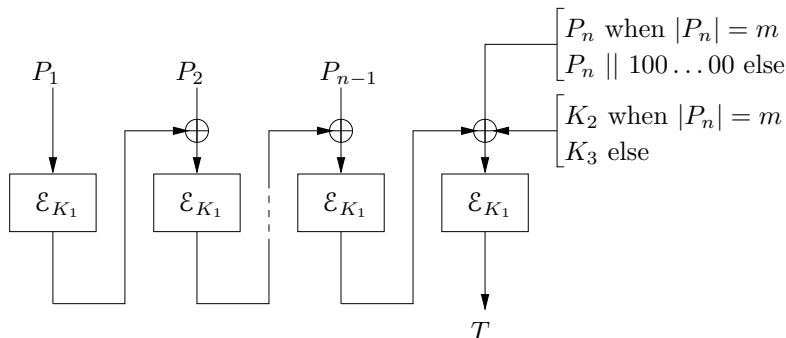 P_n when |P_n| = m
P_n || 100...00 else
P_1
P_2
P_{n-1}
K_2 when |P_n| = m
K_3 else
ℰ_{K_1}
ℰ_{K_1}
ℰ_{K_1}
ℰ_{K_1}
T